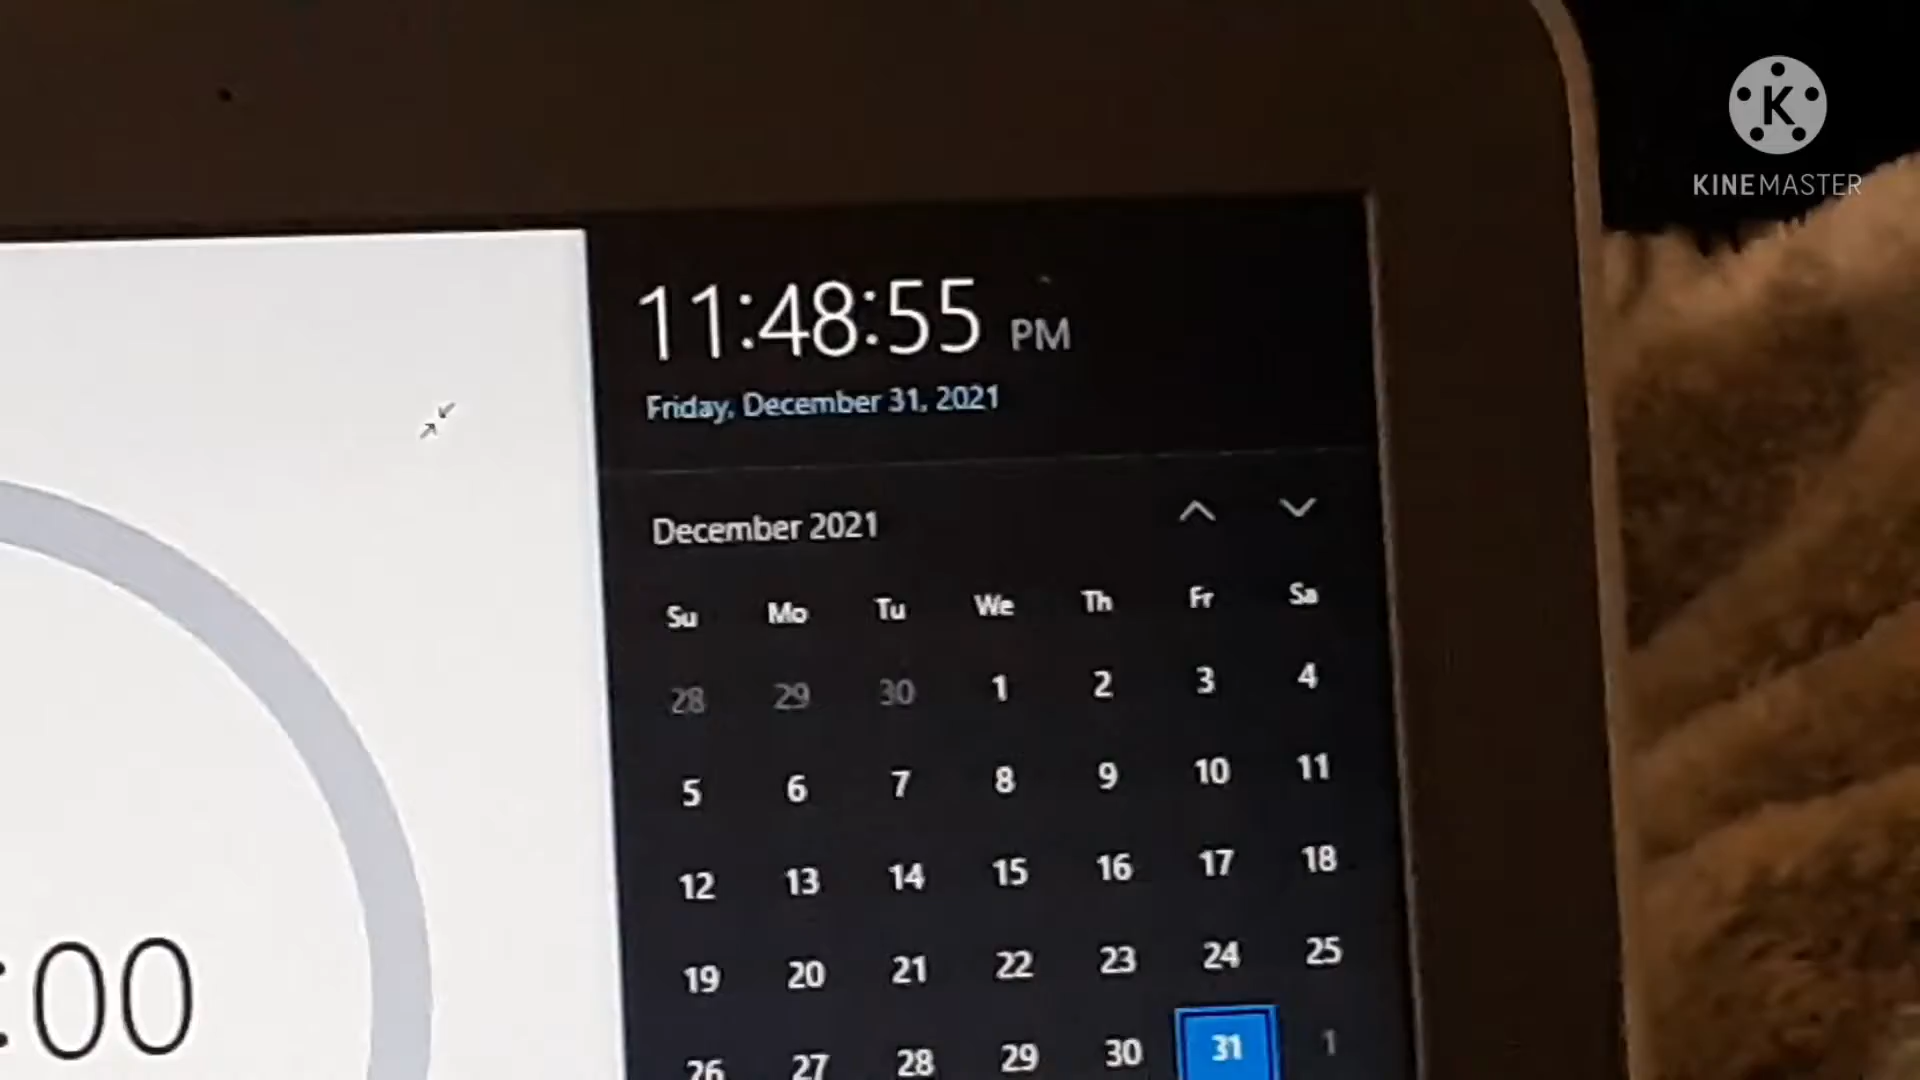 KINEMASTER
11:48:55 PM
Friday, December 31, 2021
December 2021
Su Mo Tu We Th Fr Sa
28 29 30 1 2 3 4
5 6 7 8 9 10 11
12 13 14 15 16 17 18
19 20 21 22 23 24 25
:00
26 27 28 29 30 31 1